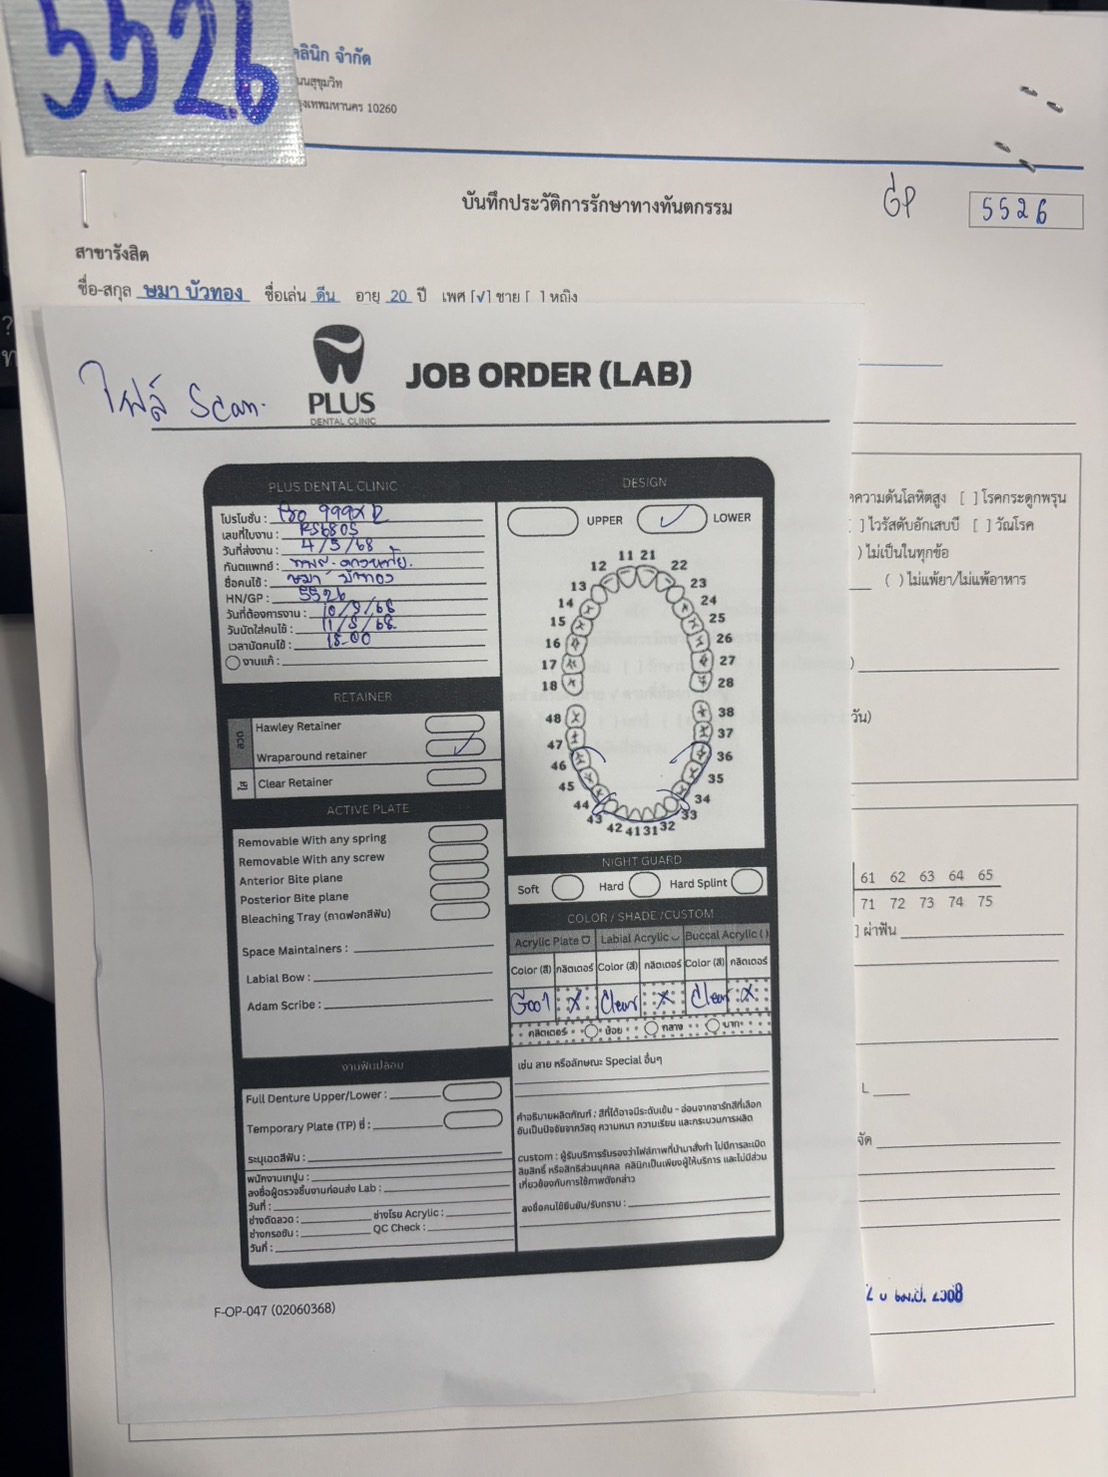 5526
คลินิก จำกัด
นนสุขุมวิท
กรุงเทพมหานคร 10260
บันทึกประวัติการรักษาทางทันตกรรม
GP
5526
สาขารังสิต
ชื่อ-สกุล ษมา บัวทอง ชื่อเล่น ดีน อายุ 20 ปี เพศ [√] ชาย [ ] หญิง
ไฟล์ Scan.
PLUS
DENTAL CLINIC
JOB ORDER (LAB)
PLUS DENTAL CLINIC
โปรโมชั่น : Pro 999x2
เลขที่ใบงาน : RS6805
วันที่ส่งงาน : 4/5/68
ทันตแพทย์ :
ชื่อคนไข้ : ษมา บัวทอง
HN/GP : 5526
วันที่ต้องการงาน : 10/5/68
วันนัดใส่คนไข้ : 11/5/68
เวลานัดคนไข้ : 18.00
งานแก้ :
DESIGN
UPPER
LOWER
11 21
12 22
13 23
14 24
15 25
16 26
17 27
18 28
48 38
47 37
46 36
45 35
44 34
43 33
42 41 31 32
RETAINER
ลวด
Hawley Retainer
Wraparound retainer
ใส
Clear Retainer
ACTIVE PLATE
Removable With any spring
Removable With any screw
Anterior Bite plane
Posterior Bite plane
Bleaching Tray (ถาดฟอกสีฟัน)
Space Maintainers :
Labial Bow :
Adam Scribe :
NIGHT GUARD
Soft Hard Hard Splint
COLOR / SHADE /CUSTOM
Acrylic Plate Labial Acrylic Buccal Acrylic ( )
Color (สี) กลิตเตอร์ Color (สี) กลิตเตอร์ Color (สี) กลิตเตอร์
G001 X Clear X Clear X
กลิตเตอร์ น้อย กลาง มาก
เช่น ลาย หรือลักษณะ Special อื่นๆ
คำอธิบายผลิตภัณฑ์ : สีที่ได้อาจมีระดับเข้ม - อ่อนจากชาร์ทสีที่เลือก
อันเป็นปัจจัยจากวัสดุ ความหนา ความเรียบ และกระบวนการผลิต
custom : ผู้รับบริการรับรองว่าไฟล์ภาพที่นำมาสั่งทำ ไม่มีการละเมิด
ลิขสิทธิ์ หรือสิทธิส่วนบุคคล คลินิกเป็นเพียงผู้ให้บริการ และไม่มีส่วน
เกี่ยวข้องกับการใช้ภาพดังกล่าว
ลงชื่อคนไข้ยืนยัน/รับทราบ :
งานฟันปลอม
Full Denture Upper/Lower :
Temporary Plate (TP) ซี่ :
ระบุเฉดสีฟัน :
พนักงานเทปูน :
ลงชื่อผู้ตรวจชิ้นงานก่อนส่ง Lab :
วันที่ :
ช่างดัดลวด : ช่างโรย Acrylic :
ช่างกรอขัด : QC Check :
วันที่ :
F-OP-047 (02060368)
ความดันโลหิตสูง [ ] โรคกระดูกพรุน
] ไวรัสตับอักเสบบี [ ] วัณโรค
) ไม่เป็นในทุกข้อ
( ) ไม่แพ้ยา/ไม่แพ้อาหาร
วัน)
61 62 63 64 65
71 72 73 74 75
] ผ่าฟัน
L